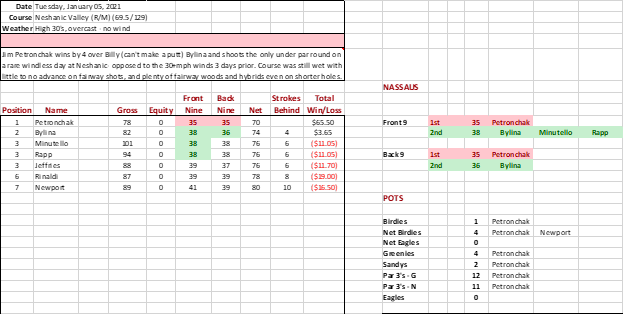 Date Tuesday, January 05, 2021
Course Neshanic Valley (R/M) (69.5/129)
Weather High 30's, overcast - no wind
Jim Petronchak wins by 4 over Billy (can't make a putt) Bylina and shoots the only under par round on
a rare windless day at Neshanic- opposed to the 30+mph winds 3 days prior. Course was still wet with
little to no advance on fairway shots, and plenty of fairway woods and hybrids even on shorter holes.
NASSAUS
Front Back Strokes Total
Position Name Gross Equity Nine Nine Net Behind Win/Loss
1 Petronchak 78 0 35 35 70 $65.50
2 Bylina 82 0 38 36 74 4 $3.65
3 Minutello 101 0 38 38 76 6 ($11.05)
3 Rapp 94 0 38 38 76 6 ($11.05)
3 Jeffries 88 0 39 37 76 6 ($11.70)
6 Rinaldi 87 0 39 39 78 8 ($19.00)
7 Newport 89 0 41 39 80 10 ($16.50)
Front 9 1st 35 Petronchak
2nd 38 Bylina Minutello Rapp
Back 9 1st 35 Petronchak
2nd 36 Bylina
POTS
Birdies 1 Petronchak
Net Birdies 4 Petronchak Newport
Net Eagles 0
Greenies 4 Petronchak
Sandys 2 Petronchak
Par 3's - G 12 Petronchak
Par 3's - N 11 Petronchak
Eagles 0